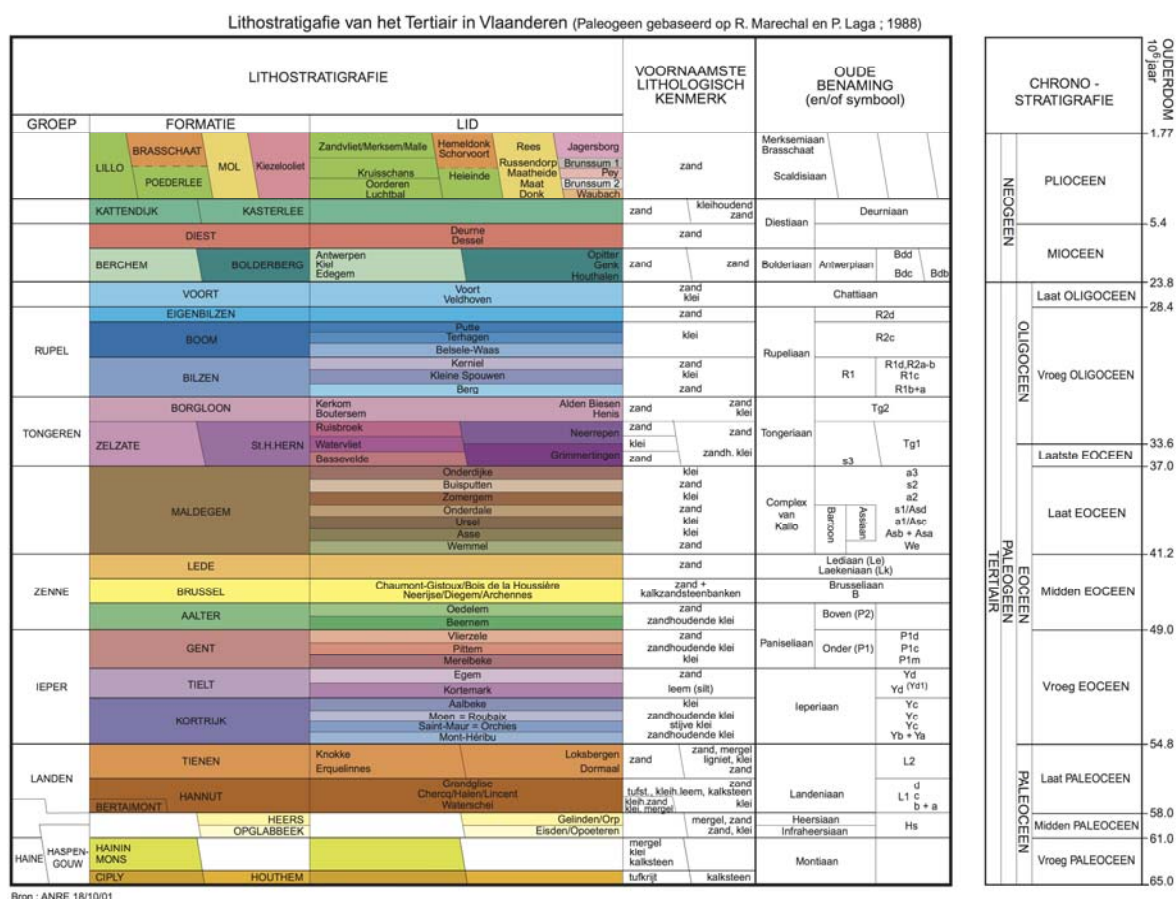 Lithostratigafie van het Tertiair in Vlaanderen (Paleogeen gebaseerd op R. Marechal en P. Laga ; 1988)
LITHOSTRATIGRAFIE
VOORNAAMSTE
LITHOLOGISCH
KENMERK
OUDE
BENAMING
(en/of symbool)
CHRONO -
STRATIGRAFIE
OUDERDOM
10⁶ jaar
GROEP
FORMATIE
LID
LILLO
BRASSCHAAT
POEDERLEE
MOL
Kiezelooliet
Zandvliet/Merksem/Malle
Kruisschans
Oorderen
Luchtbal
Hemeldonk
Schorvoort
Heieinde
Rees
Russendorp
Maatheide
Maat
Donk
Jagersborg
Brunssum 1
Pey
Brunssum 2
Waubach
zand
Merksemiaan
Brasschaat
Scaldisiaan
KATTENDIJK
KASTERLEE
zand
kleihoudend
zand
Diestiaan
Deurniaan
DIEST
Deurne
Dessel
zand
BERCHEM
BOLDERBERG
Antwerpen
Kiel
Edegem
Opitter
Genk
Houthalen
zand
zand
Bolderiaan
Antwerpiaan
Bdd
Bdc
Bdb
RUPEL
VOORT
Voort
Veldhoven
zand
klei
Chattiaan
EIGENBILZEN
zand
Rupeliaan
R2d
BOOM
Putte
Terhagen
Belsele-Waas
klei
R2c
BILZEN
Kerniel
Kleine Spouwen
Berg
zand
klei
zand
R1
R1d,R2a-b
R1c
R1b+a
TONGEREN
BORGLOON
Kerkom
Boutersem
Alden Biesen
Henis
zand
zand
klei
Tongeriaan
Tg2
ZELZATE
St.H.HERN
Ruisbroek
Watervliet
Bassevelde
Neerrepen
Grimmertingen
zand
klei
zand
zand
zandh. klei
s3
Tg1
MALDEGEM
Onderdijke
Buisputten
Zomergem
Onderdale
Ursel
Asse
Wemmel
klei
zand
klei
zand
klei
klei
zand
Complex
van
Kallo
Bartoon
Assiaan
a3
s2
a2
s1/Asd
a1/Asc
Asb + Asa
We
ZENNE
LEDE
zand
Lediaan (Le)
Laekeniaan (Lk)
BRUSSEL
Chaumont-Gistoux/Bois de la Houssière
Neerijse/Diegem/Archennes
zand +
kalkzandsteenbanken
Brusseliaan
B
AALTER
Oedelem
Beernem
zand
zandhoudende klei
Paniseliaan
Boven (P2)
IEPER
GENT
Vlierzele
Pittem
Merelbeke
zand
zandhoudende klei
klei
Onder (P1)
P1d
P1c
P1m
TIELT
Egem
Kortemark
zand
leem (silt)
Ieperiaan
Yd
Yd (Yd1)
KORTRIJK
Aalbeke
Moen = Roubaix
Saint-Maur = Orchies
Mont-Héribu
klei
zandhoudende klei
stijve klei
zandhoudende klei
Yc
Yc
Yc
Yb + Ya
LANDEN
TIENEN
Knokke
Erquelinnes
Loksbergen
Dormaal
zand
zand, mergel
ligniet, klei
zand
Landeniaan
L2
HANNUT
BERTAIMONT
Grandglise
Chercq/Halen/Lincent
Waterschei
zand
tufst., kleih.leem, kalksteen
kleih.zand
klei, mergel
klei
L1
d
c
b + a
HAINE
HASPEN-
GOUW
HEERS
OPGLABBEEK
Gelinden/Orp
Eisden/Opoeteren
mergel, zand
zand, klei
Heersiaan
Infraheersiaan
Hs
HAININ
MONS
mergel
klei
kalksteen
Montiaan
CIPLY
HOUTHEM
tufkrijt
kalksteen
TERTIAIR
NEOGEEN
PALEOGEEN
OLIGOCEEN
EOCEEN
PALEOCEEN
PLIOCEEN
MIOCEEN
Laat OLIGOCEEN
Vroeg OLIGOCEEN
Laatste EOCEEN
Laat EOCEEN
Midden EOCEEN
Vroeg EOCEEN
Laat PALEOCEEN
Midden PALEOCEEN
Vroeg PALEOCEEN
1.77
5.4
23.8
28.4
33.6
37.0
41.2
49.0
54.8
58.0
61.0
65.0
Bron : ANRE 18/10/01